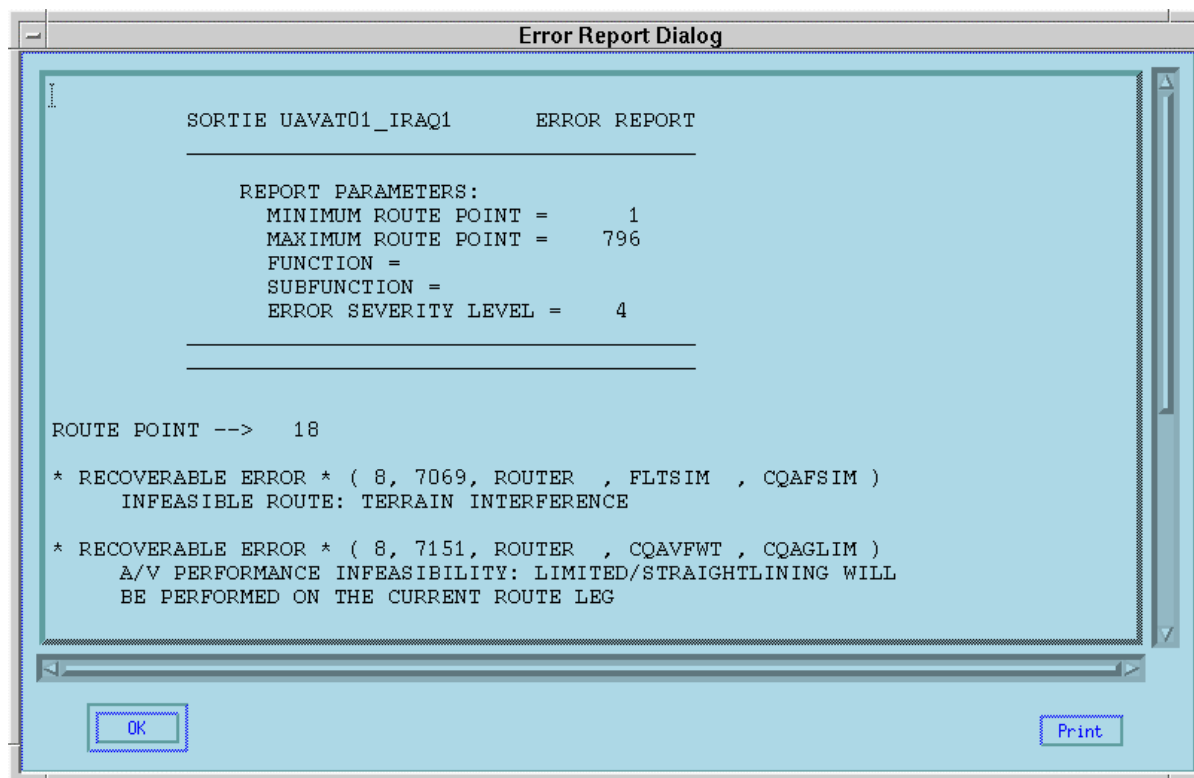 Error Report Dialog
SORTIE UAVAT01_IRAQ1 ERROR REPORT
REPORT PARAMETERS:
MINIMUM ROUTE POINT = 1
MAXIMUM ROUTE POINT = 796
FUNCTION =
SUBFUNCTION =
ERROR SEVERITY LEVEL = 4
ROUTE POINT --> 18
* RECOVERABLE ERROR * ( 8, 7069, ROUTER , FLTSIM , CQAFSIM )
INFEASIBLE ROUTE: TERRAIN INTERFERENCE
* RECOVERABLE ERROR * ( 8, 7151, ROUTER , CQAVFWT , CQAGLIM )
A/V PERFORMANCE INFEASIBILITY: LIMITED/STRAIGHTLINING WILL
BE PERFORMED ON THE CURRENT ROUTE LEG
OK
Print